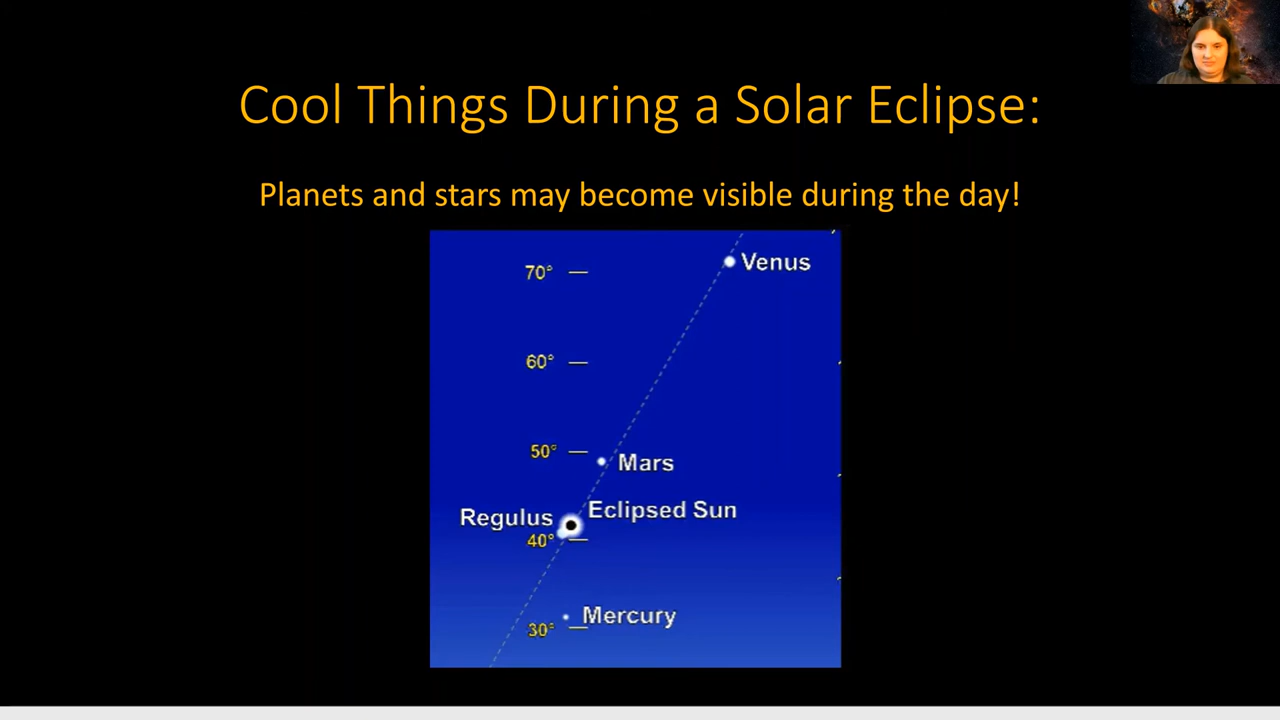 Cool Things During a Solar Eclipse:
Planets and stars may become visible during the day!
Venus
70°
60°
50°
Mars
Eclipsed Sun
Regulus
40°
Mercury
30°